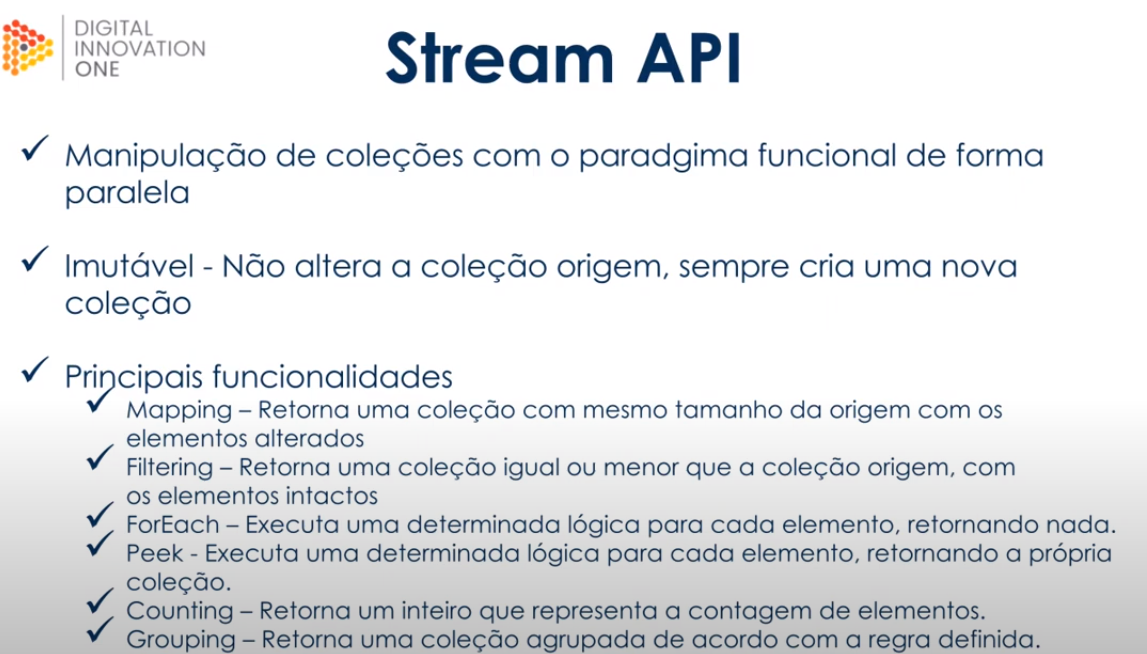 DIGITAL
INNOVATION
ONE
Stream API
Manipulação de coleções com o paradgima funcional de forma
paralela
Imutável - Não altera a coleção origem, sempre cria uma nova
coleção
Principais funcionalidades
Mapping – Retorna uma coleção com mesmo tamanho da origem com os
elementos alterados
Filtering – Retorna uma coleção igual ou menor que a coleção origem, com
os elementos intactos
ForEach – Executa uma determinada lógica para cada elemento, retornando nada.
Peek - Executa uma determinada lógica para cada elemento, retornando a própria
coleção.
Counting – Retorna um inteiro que representa a contagem de elementos.
Grouping – Retorna uma coleção agrupada de acordo com a regra definida.